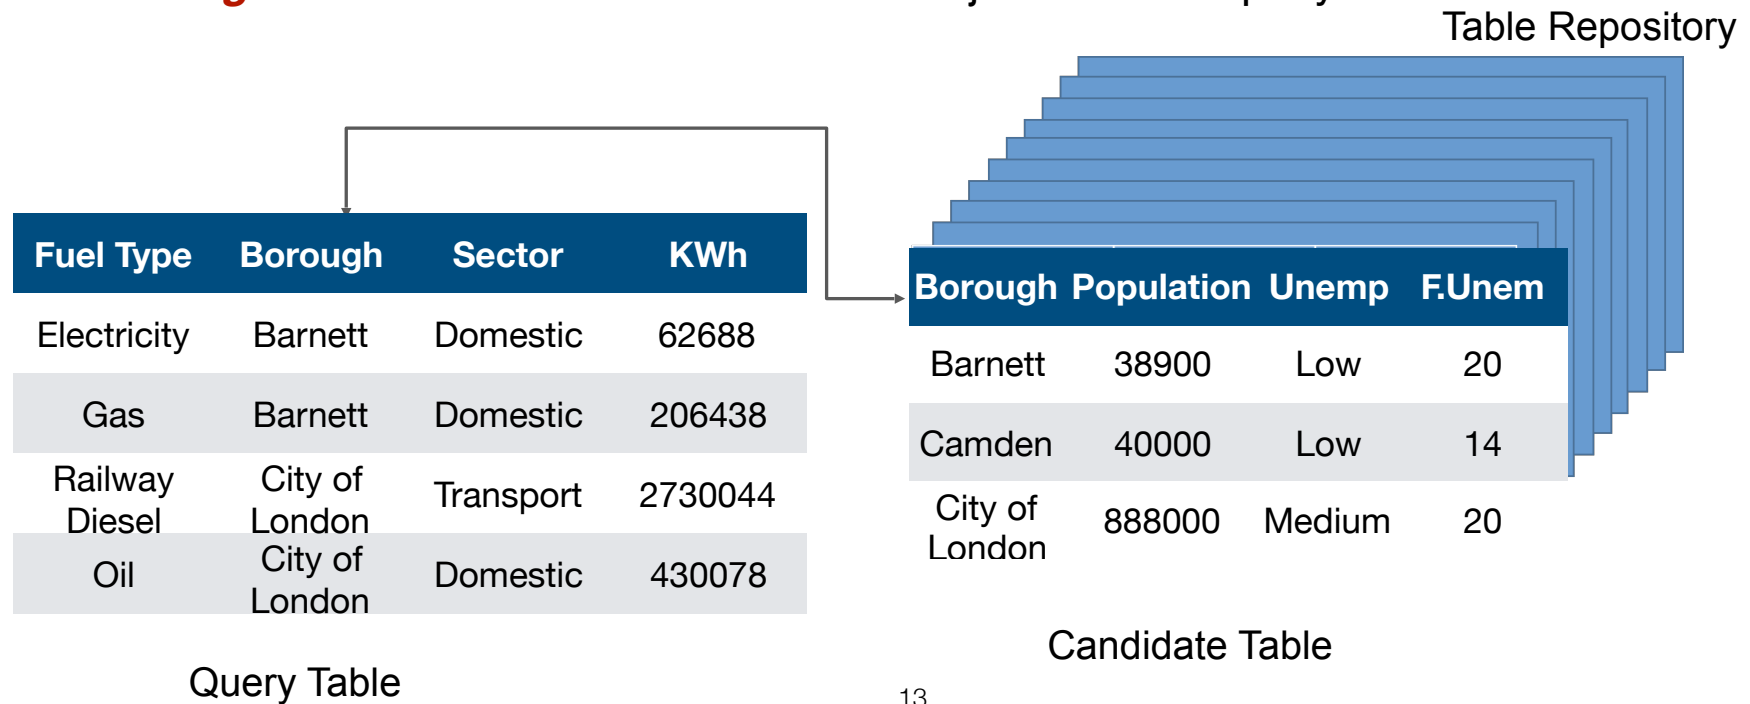 Table Repository
Fuel Type Borough Sector KWh
Electricity Barnett Domestic 62688
Gas Barnett Domestic 206438
Railway Diesel City of London Transport 2730044
Oil City of London Domestic 430078
Query Table
Borough Population Unemp F.Unem
Barnett 38900 Low 20
Camden 40000 Low 14
City of London 888000 Medium 20
Candidate Table
13